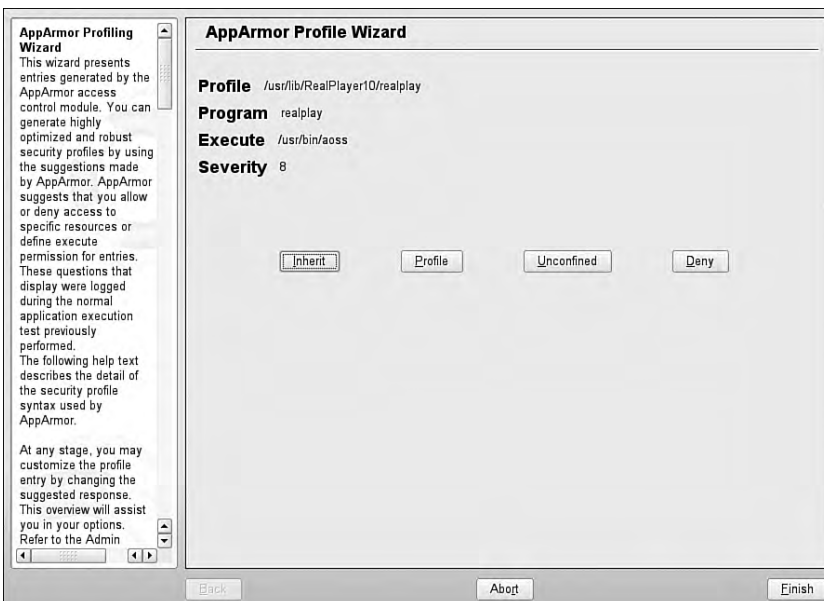 AppArmor Profiling
Wizard
This wizard presents
entries generated by the
AppArmor access
control module. You can
generate highly
optimized and robust
security profiles by using
the suggestions made
by AppArmor. AppArmor
suggests that you allow
or deny access to
specific resources or
define execute
permission for entries.
These questions that
display were logged
during the normal
application execution
test previously
performed.
The following help text
describes the detail of
the security profile
syntax used by
AppArmor.
At any stage, you may
customize the profile
entry by changing the
suggested response.
This overview will assist
you in your options.
Refer to the Admin
AppArmor Profile Wizard
Profile /usr/lib/RealPlayer10/realplay
Program realplay
Execute /usr/bin/aoss
Severity 8
Inherit Profile Unconfined Deny
Back Abort Finish